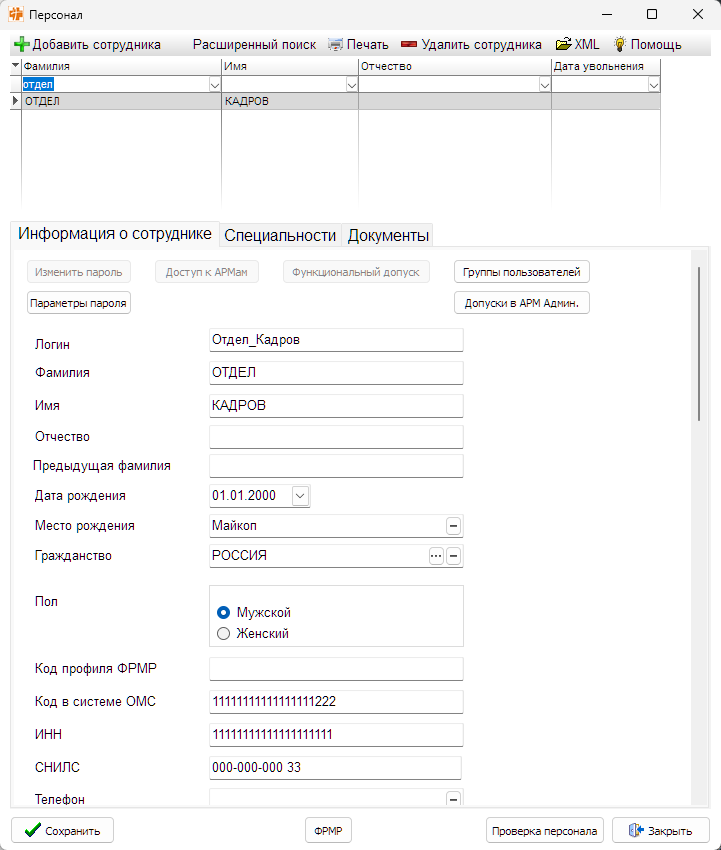 Персонал
Добавить сотрудника Расширенный поиск Печать Удалить сотрудника XML Помощь
Фамилия Имя Отчество Дата увольнения
отдел
ОТДЕЛ КАДРОВ
Информация о сотруднике Специальности Документы
Изменить пароль Доступ к АРМам Функциональный допуск Группы пользователей
Параметры пароля Допуски в АРМ Админ.
Логин Отдел_Кадров
Фамилия ОТДЕЛ
Имя КАДРОВ
Отчество
Предыдущая фамилия
Дата рождения 01.01.2000
Место рождения Майкоп
Гражданство РОССИЯ
Пол
Мужской
Женский
Код профиля ФРМР
Код в системе ОМС 11111111111111111222
ИНН 11111111111111111111
СНИЛС 000-000-000 33
Телефон
Сохранить ФРМР Проверка персонала Закрыть